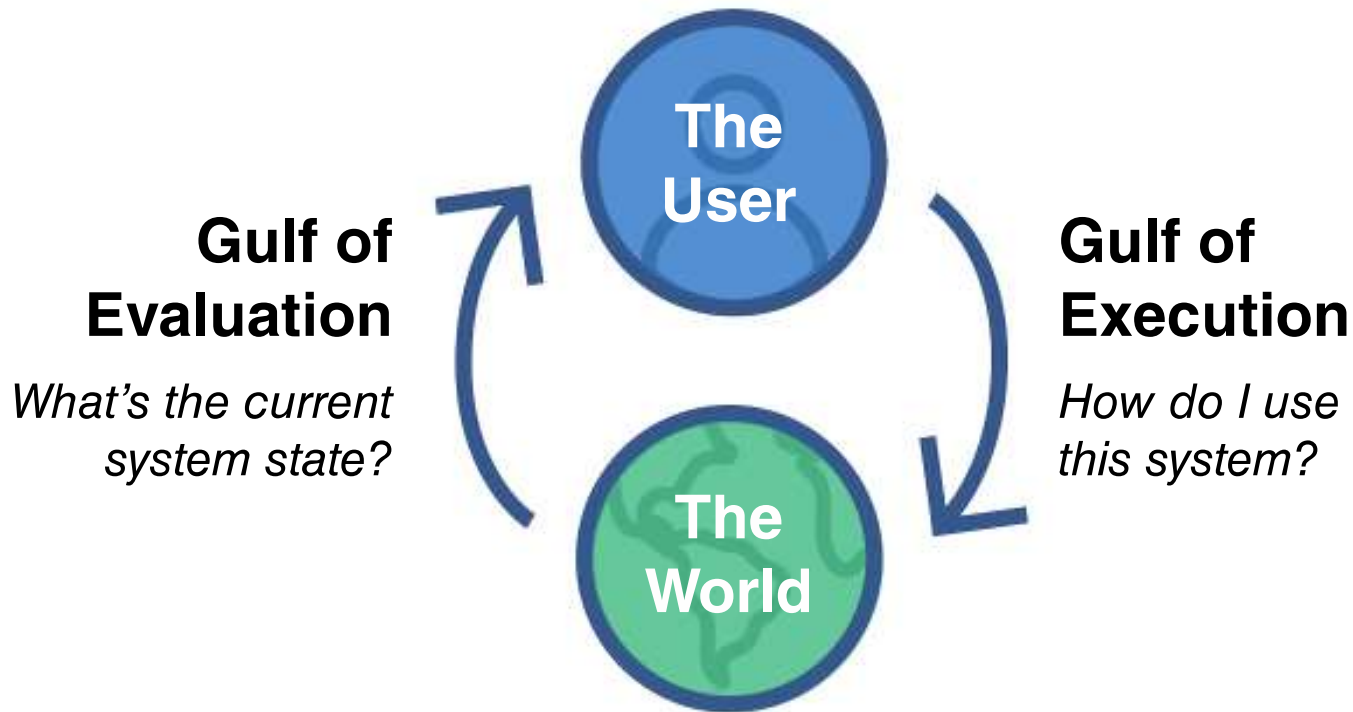 The
User
Gulf of
Evaluation
What’s the current
system state?
Gulf of
Execution
How do I use
this system?
The
World